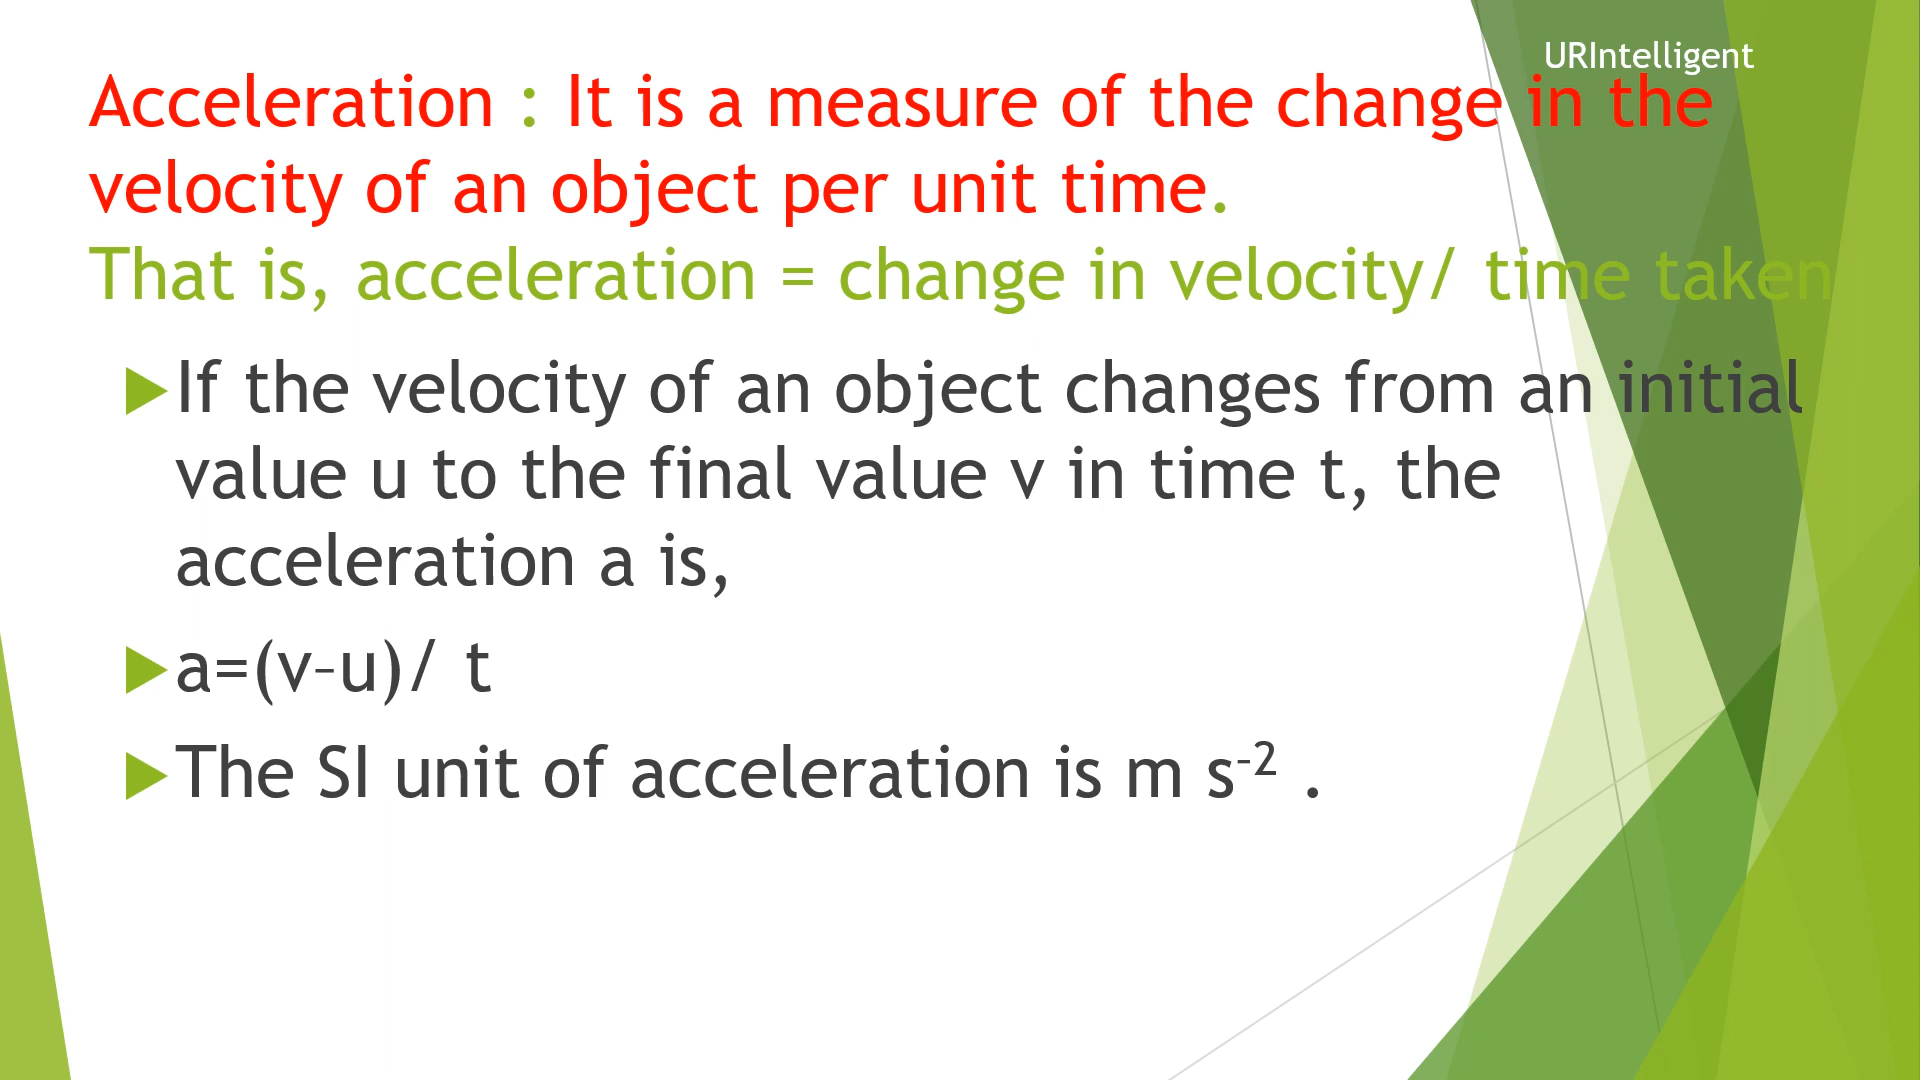 URIntelligent
Acceleration : It is a measure of the change in the
velocity of an object per unit time.
That is, acceleration = change in velocity/ time taken
If the velocity of an object changes from an initial
value u to the final value v in time t, the
acceleration a is,
a=(v–u)/ t
The SI unit of acceleration is m s⁻² .